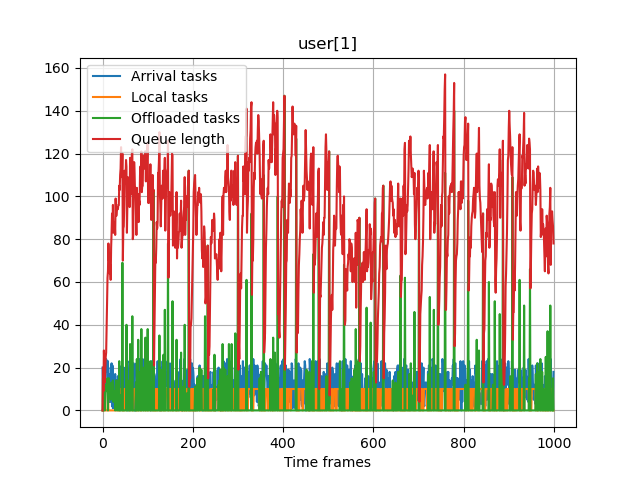 user[1]
160
140
120
100
80
60
40
20
0
Arrival tasks
Local tasks
Offloaded tasks
Queue length
0 200 400 600 800 1000
Time frames